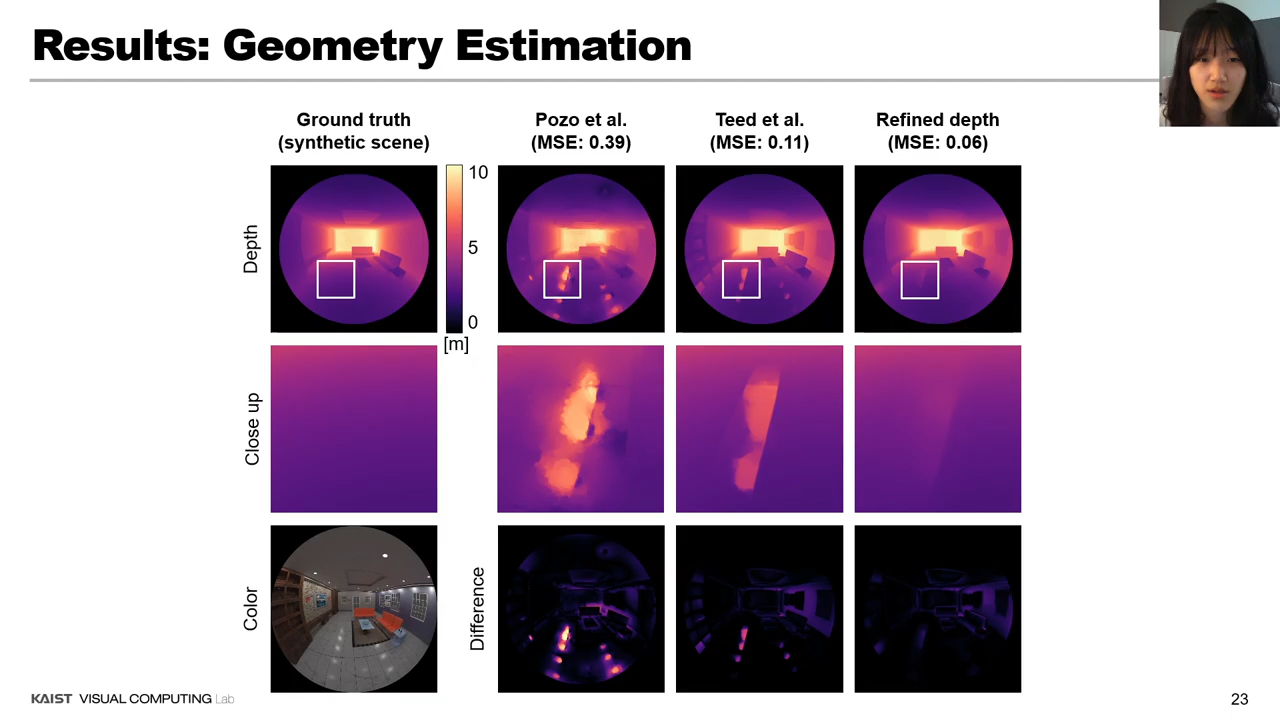 Results: Geometry Estimation
Ground truth
(synthetic scene)
Pozo et al.
(MSE: 0.39)
Teed et al.
(MSE: 0.11)
Refined depth
(MSE: 0.06)
Depth
10
5
0
[m]
Close up
Color
Difference
KAIST VISUAL COMPUTING Lab
23